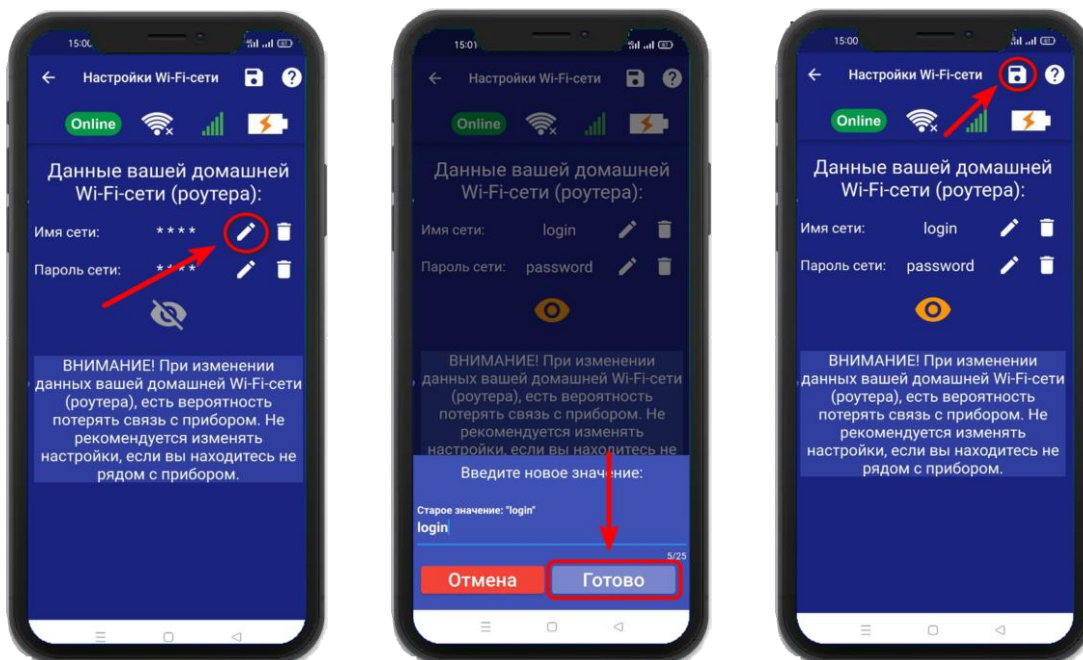 15:00
Настройки Wi-Fi-сети
?
Online
Данные вашей домашней
Wi-Fi-сети (роутера):
Имя сети: ****
Пароль сети: ****
ВНИМАНИЕ! При изменении
данных вашей домашней Wi-Fi-сети
(роутера), есть вероятность
потерять связь с прибором. Не
рекомендуется изменять
настройки, если вы находитесь не
рядом с прибором.
15:01
Настройки Wi-Fi-сети
?
Online
Данные вашей домашней
Wi-Fi-сети (роутера):
Имя сети: login
Пароль сети: password
ВНИМАНИЕ! При изменении
данных вашей домашней Wi-Fi-сети
(роутера), есть вероятность
потерять связь с прибором. Не
рекомендуется изменять
настройки, если вы находитесь не
Введите новое значение:
Старое значение: "login"
login
5/25
Отмена Готово
15:00
Настройки Wi-Fi-сети
?
Online
Данные вашей домашней
Wi-Fi-сети (роутера):
Имя сети: login
Пароль сети: password
ВНИМАНИЕ! При изменении
данных вашей домашней Wi-Fi-сети
(роутера), есть вероятность
потерять связь с прибором. Не
рекомендуется изменять
настройки, если вы находитесь не
рядом с прибором.